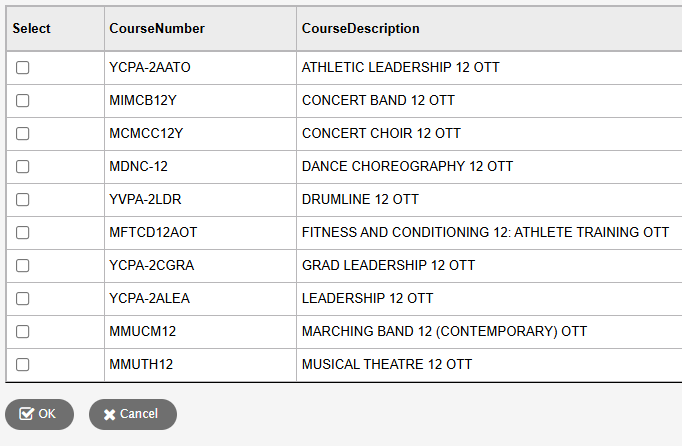 Select CourseNumber CourseDescription
YCPA-2AATO ATHLETIC LEADERSHIP 12 OTT
MIMCB12Y CONCERT BAND 12 OTT
MCMCC12Y CONCERT CHOIR 12 OTT
MDNC-12 DANCE CHOREOGRAPHY 12 OTT
YVPA-2LDR DRUMLINE 12 OTT
MFTCD12AOT FITNESS AND CONDITIONING 12: ATHLETE TRAINING OTT
YCPA-2CGRA GRAD LEADERSHIP 12 OTT
YCPA-2ALEA LEADERSHIP 12 OTT
MMUCM12 MARCHING BAND 12 (CONTEMPORARY) OTT
MMUTH12 MUSICAL THEATRE 12 OTT
OK Cancel